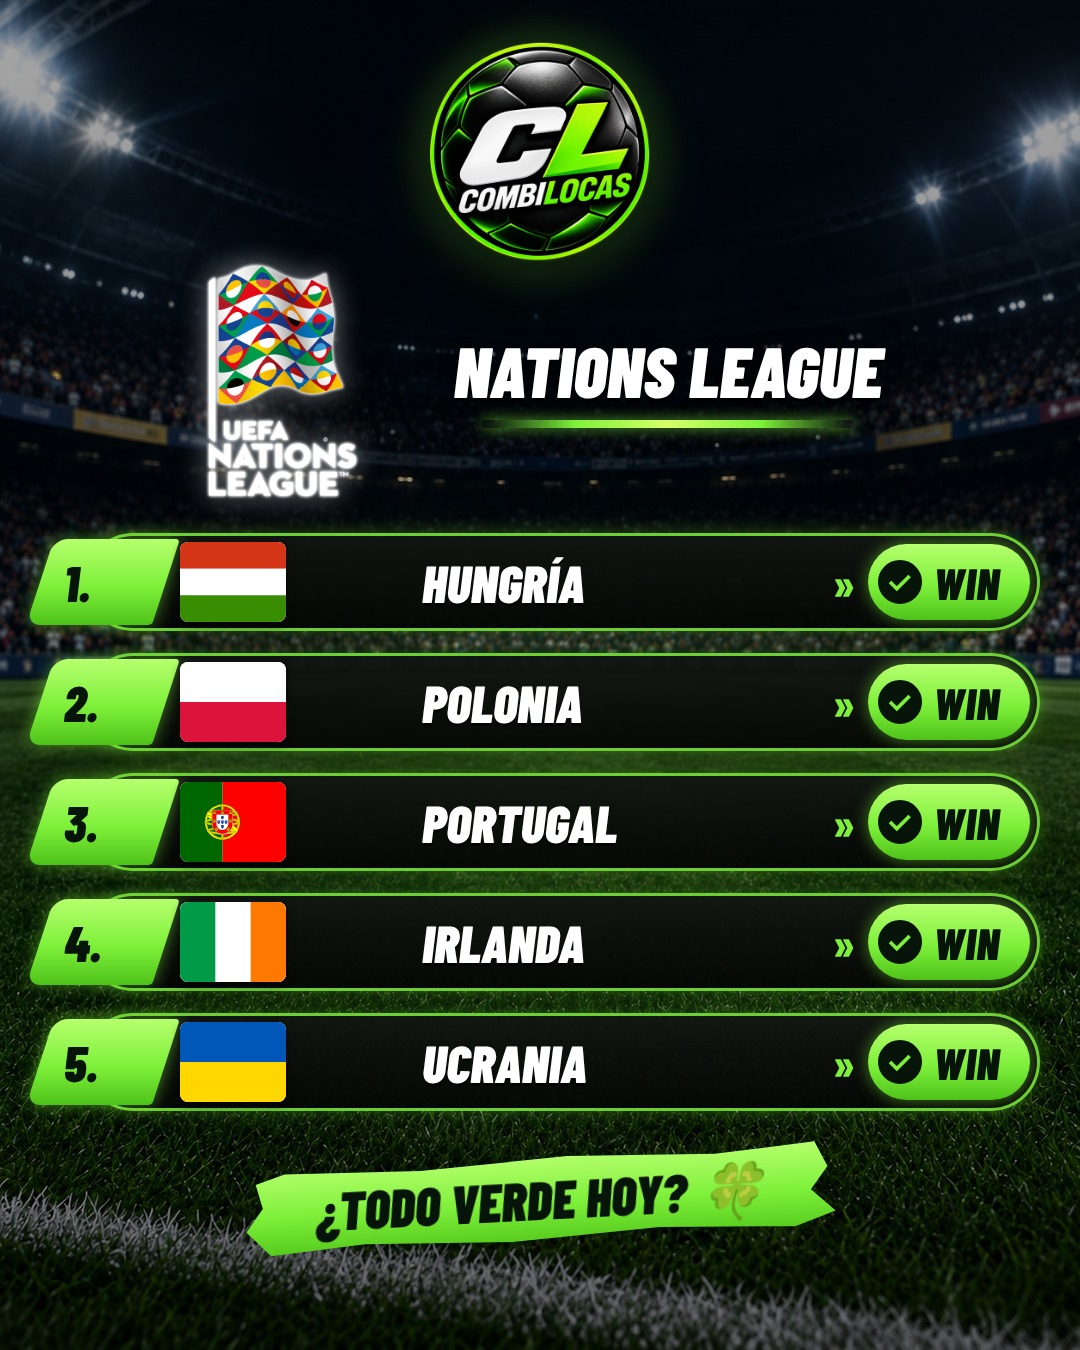 CL
COMBILOCAS
UEFA
NATIONS
LEAGUE™
NATIONS LEAGUE
1. HUNGRÍA » WIN
2. POLONIA » WIN
3. PORTUGAL » WIN
4. IRLANDA » WIN
5. UCRANIA » WIN
¿TODO VERDE HOY? 🍀